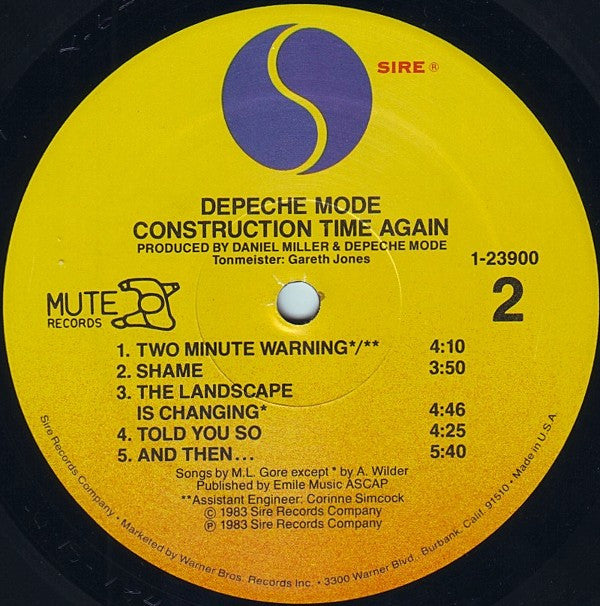 SIRE ®
DEPECHE MODE
CONSTRUCTION TIME AGAIN
PRODUCED BY DANIEL MILLER & DEPECHE MODE
Tonmeister: Gareth Jones
1-23900
2
MUTE
RECORDS
1. TWO MINUTE WARNING*/** 4:10
2. SHAME 3:50
3. THE LANDSCAPE
IS CHANGING* 4:46
4. TOLD YOU SO 4:25
5. AND THEN... 5:40
Songs by M.L. Gore except * by A. Wilder
Published by Emile Music ASCAP
**Assistant Engineer: Corinne Simcock
© 1983 Sire Records Company
℗ 1983 Sire Records Company
Sire Records Company • Marketed by Warner Bros. Records Inc. • 3300 Warner Blvd., Burbank, Calif. 91510 • Made in U.S.A.